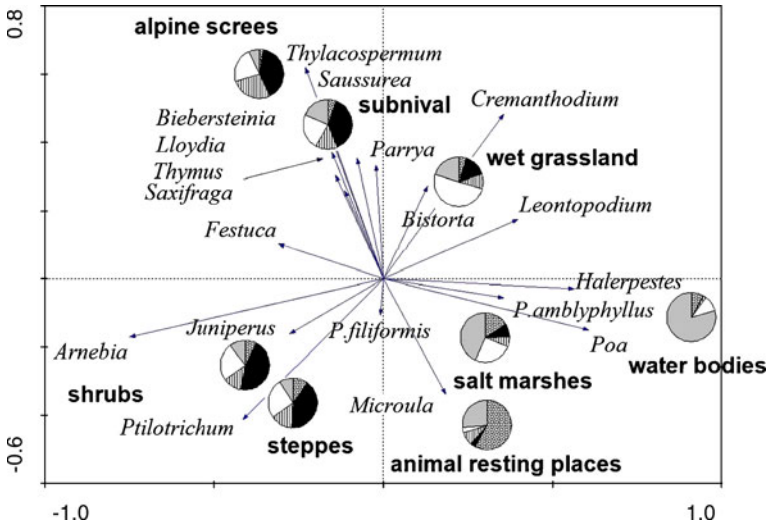 0.8
alpine screes
Thylacospermum
Saussurea
subnival
Cremanthodium
Biebersteinia
Lloydia
Parrya
wet grassland
Thymus
Saxifraga
Bistorta
Leontopodium
Festuca
Halerpestes
P.amblyphyllus
Juniperus
P.filiformis
Arnebia
Poa
water bodies
shrubs
salt marshes
Ptilotrichum
steppes
Microula
animal resting places
-0.6
-1.0
1.0